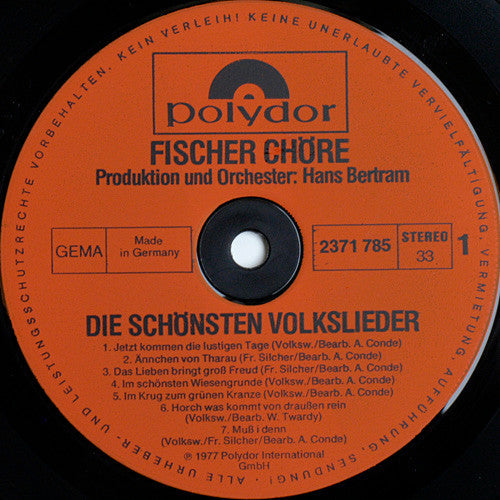 ALLE URHEBER- UND LEISTUNGSSCHUTZRECHTE VORBEHALTEN. KEIN VERLEIH! KEINE UNERLAUBTE VERVIELFÄLTIGUNG, VERMIETUNG, AUFFÜHRUNG, SENDUNG!
polydor
FISCHER CHÖRE
Produktion und Orchester: Hans Bertram
GEMA
Made
in Germany
2371 785
STEREO
33
1
DIE SCHÖNSTEN VOLKSLIEDER
1. Jetzt kommen die lustigen Tage (Volksw./Bearb. A. Conde)
2. Ännchen von Tharau (Fr. Silcher/Bearb. A. Conde)
3. Das Lieben bringt groß Freud (Fr. Silcher/Bearb. A. Conde)
4. Im schönsten Wiesengrunde (Volksw./Bearb. A. Conde)
5. Im Krug zum grünen Kranze (Volksw./Bearb. A. Conde)
6. Horch was kommt von draußen rein
(Volksw./Bearb. W. Twardy)
7. Muß i denn
(Volksw./Fr. Silcher/Bearb. A. Conde)
℗ 1977 Polydor International
GmbH